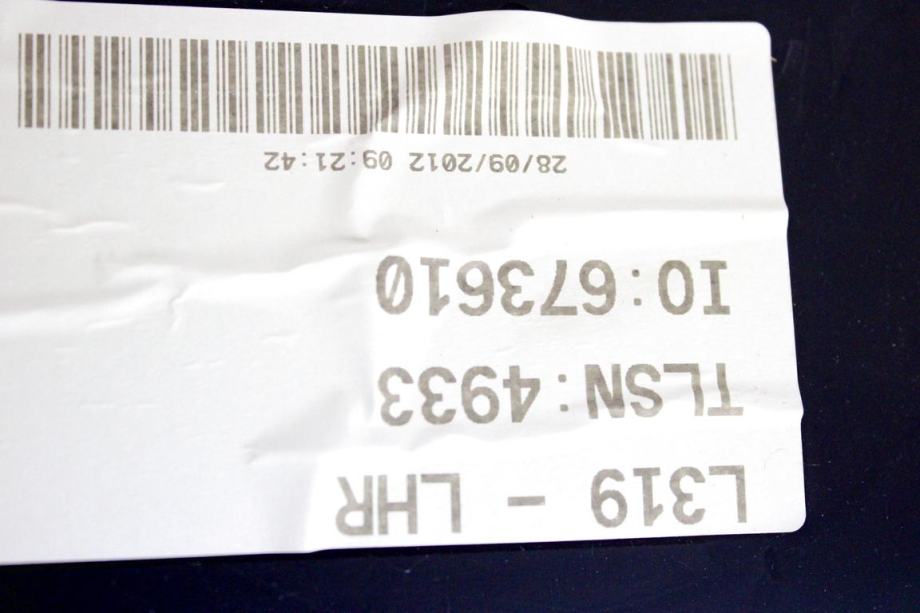 L319 - LHR
TLSN:4933
IO:673610
28/09/2012 09:21:42